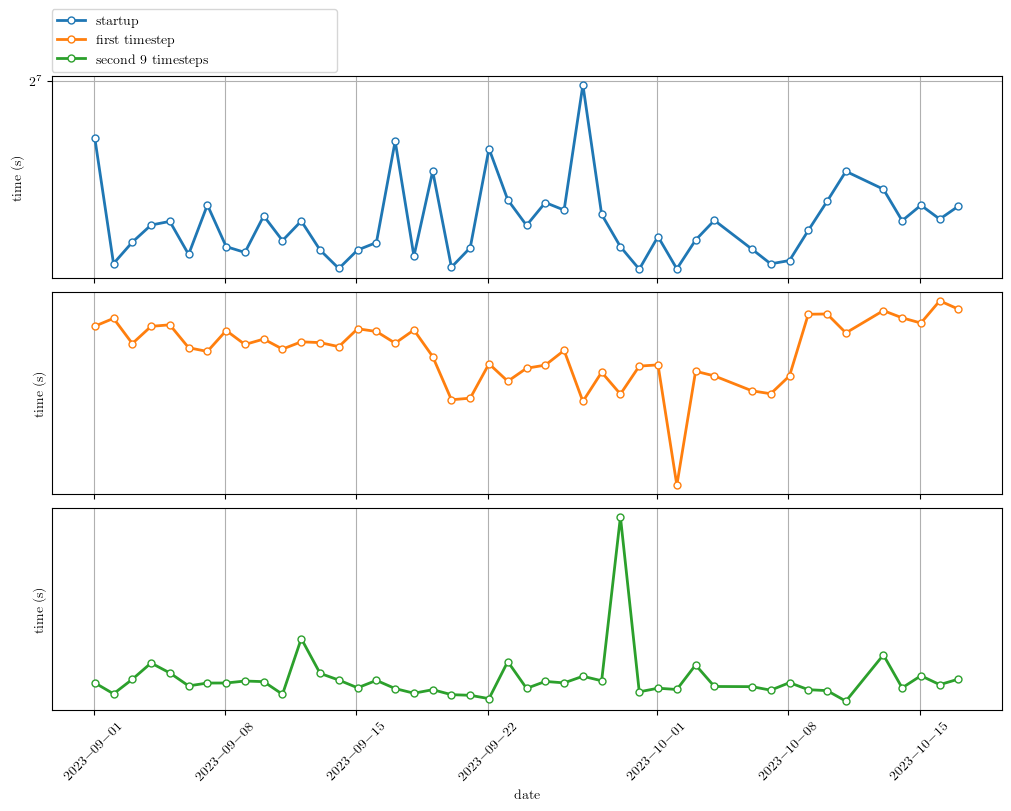 startup
first timestep
second 9 timesteps
2^7
time (s)
time (s)
time (s)
2023−09−01
2023−09−08
2023−09−15
2023−09−22
2023−10−01
2023−10−08
2023−10−15
date